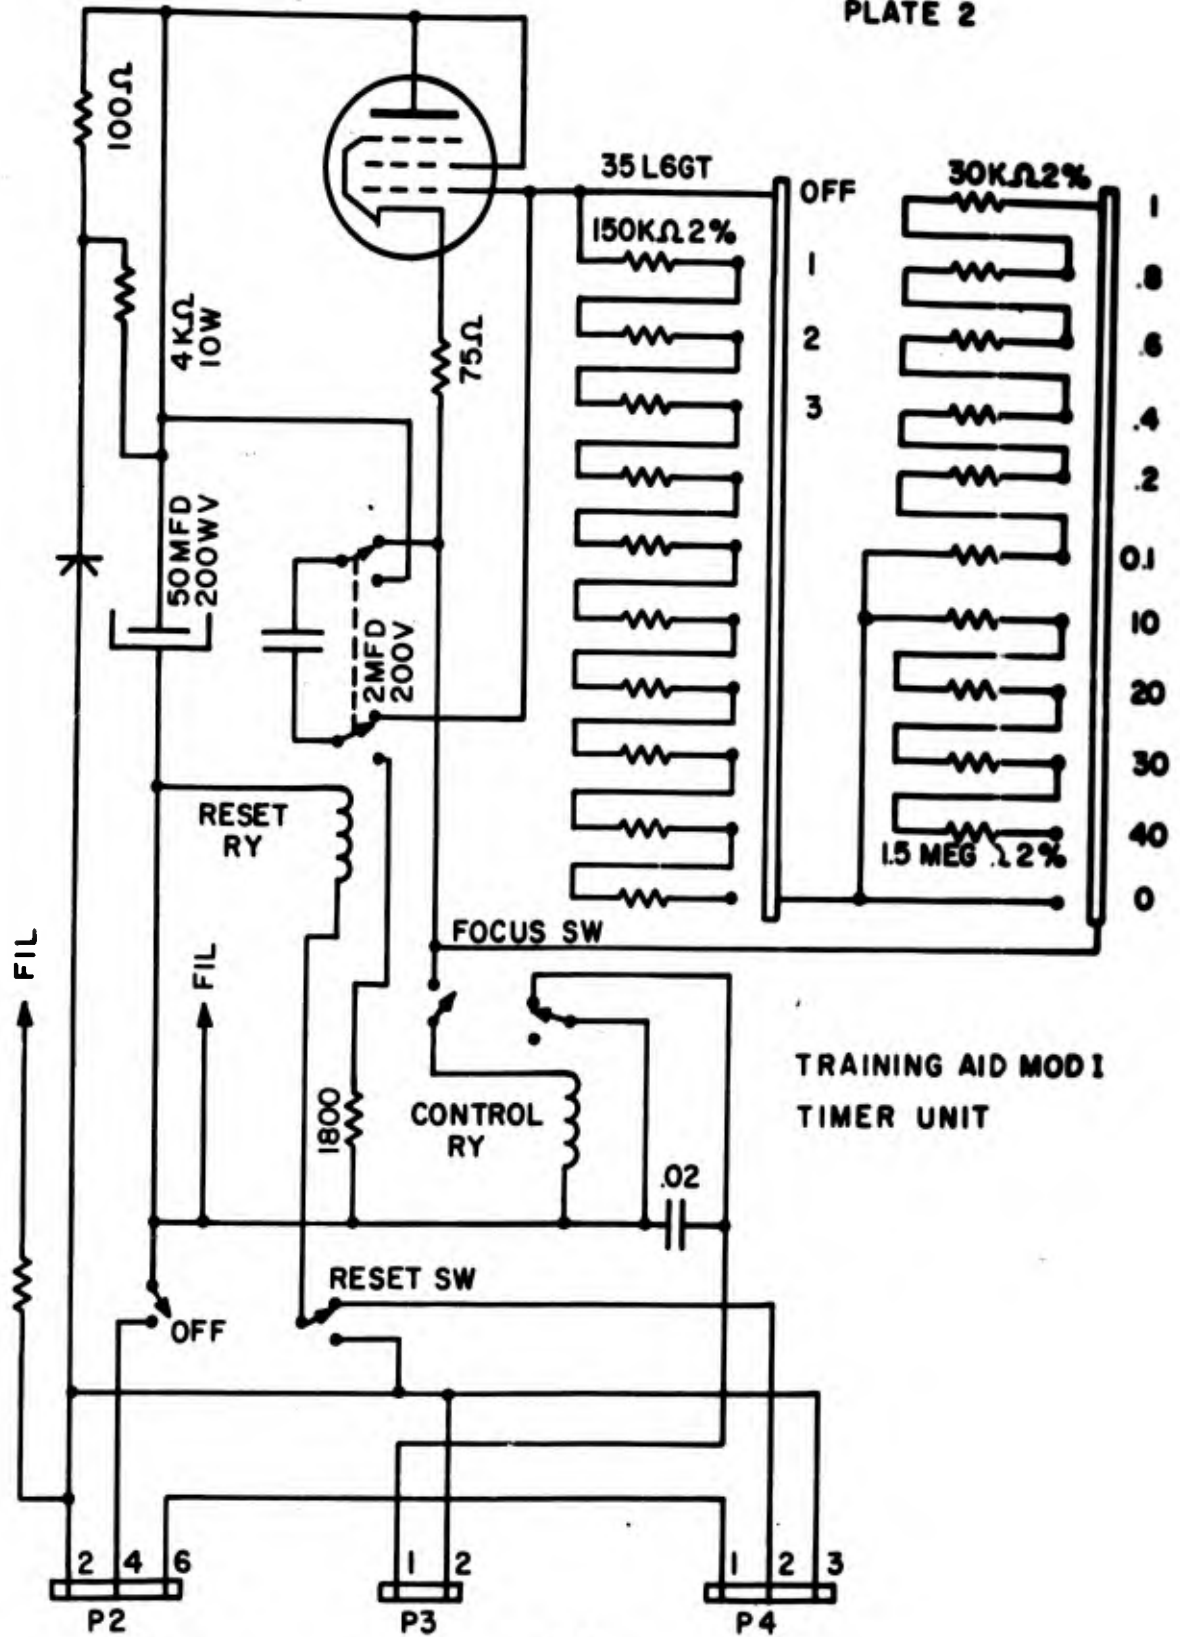 PLATE 2
100Ω
35L6GT
30KΩ2%
OFF
1
150KΩ2%
1
.8
4KΩ
10W
75Ω
2
.6
3
.4
.2
50MFD
200WV
0.1
2MFD
200V
10
20
30
RESET
RY
40
1.5 MEG Ω2%
0
FIL
FIL
FOCUS SW
TRAINING AID MOD I
TIMER UNIT
1800
CONTROL
RY
.02
RESET SW
OFF
2 4 6
1 2
1 2 3
P2
P3
P4